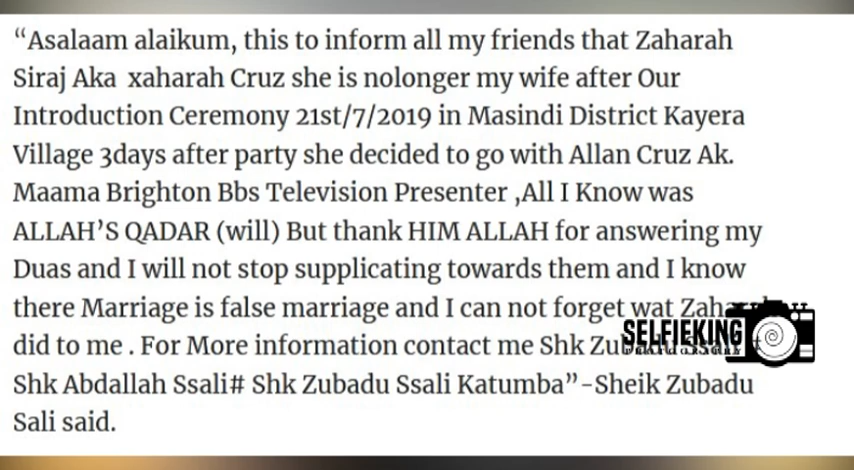 “Asalaam alaikum, this to inform all my friends that Zaharah
Siraj Aka xaharah Cruz she is nolonger my wife after Our
Introduction Ceremony 21st/7/2019 in Masindi District Kayera
Village 3days after party she decided to go with Allan Cruz Ak.
Maama Brighton Bbs Television Presenter ,All I Know was
ALLAH’S QADAR (will) But thank HIM ALLAH for answering my
Duas and I will not stop supplicating towards them and I know
there Marriage is false marriage and I can not forget wat
did to me . For More information contact me Shk
SELFIEKING
Shk Abdallah Ssali# Shk Zubadu Ssali Katumba”-Sheik Zubadu
Sali said.